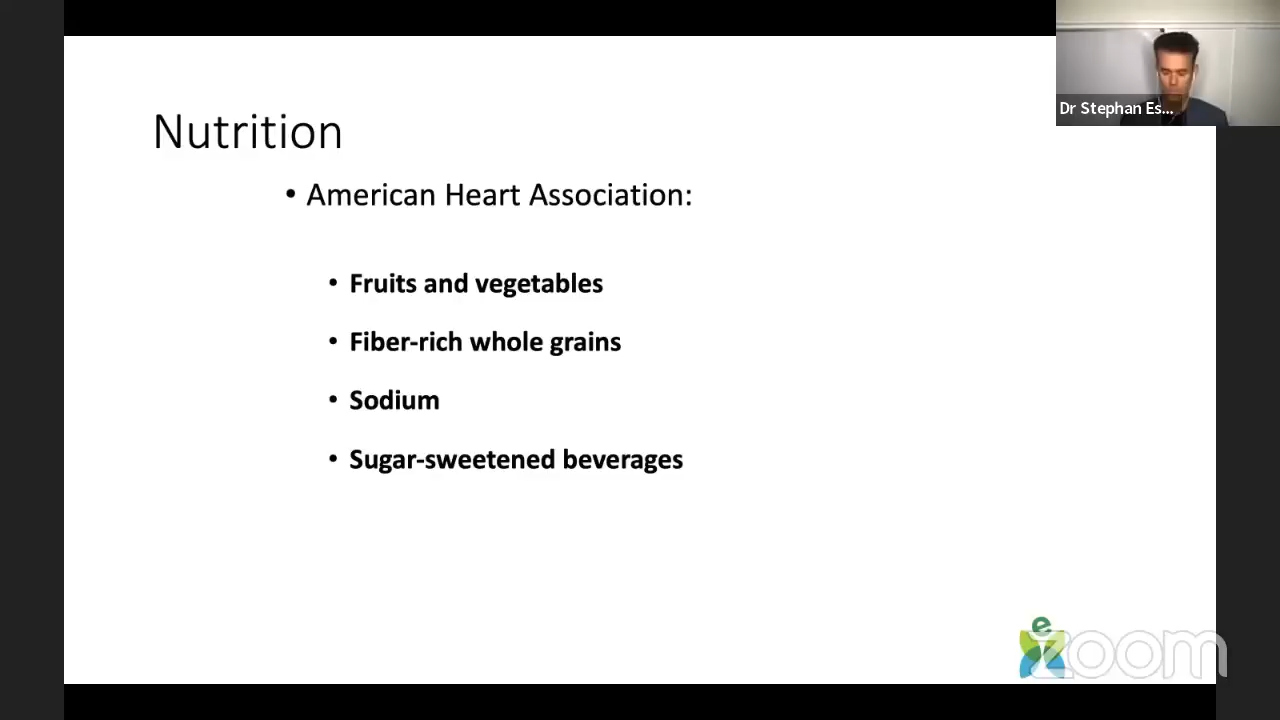 Dr Stephan Es...
Nutrition
• American Heart Association:
• Fruits and vegetables
• Fiber-rich whole grains
• Sodium
• Sugar-sweetened beverages
e
zoom